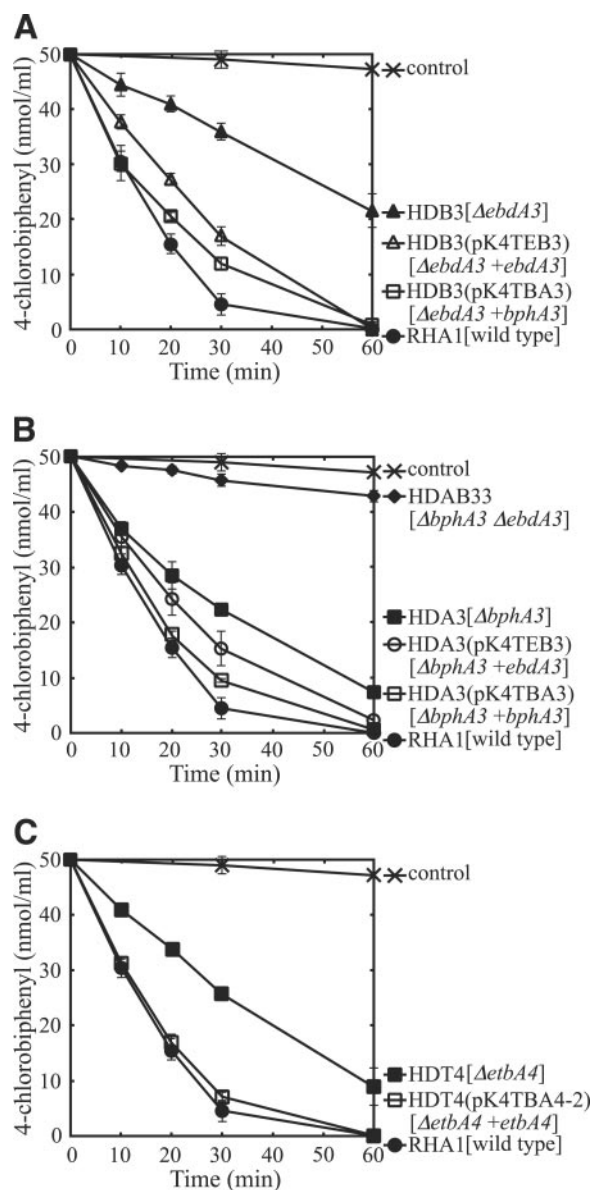 A
4-chlorobiphenyl (nmol/ml)
50
40
30
20
10
0
0 10 20 30 40 50 60
Time (min)
control
HDB3[ΔebdA3]
HDB3(pK4TEB3)
[ΔebdA3 +ebdA3]
HDB3(pK4TBA3)
[ΔebdA3 +bphA3]
RHA1[wild type]
B
4-chlorobiphenyl (nmol/ml)
50
40
30
20
10
0
0 10 20 30 40 50 60
Time (min)
control
HDAB33
[ΔbphA3 ΔebdA3]
HDA3[ΔbphA3]
HDA3(pK4TEB3)
[ΔbphA3 +ebdA3]
HDA3(pK4TBA3)
[ΔbphA3 +bphA3]
RHA1[wild type]
C
4-chlorobiphenyl (nmol/ml)
50
40
30
20
10
0
0 10 20 30 40 50 60
Time (min)
control
HDT4[ΔetbA4]
HDT4(pK4TBA4-2)
[ΔetbA4 +etbA4]
RHA1[wild type]